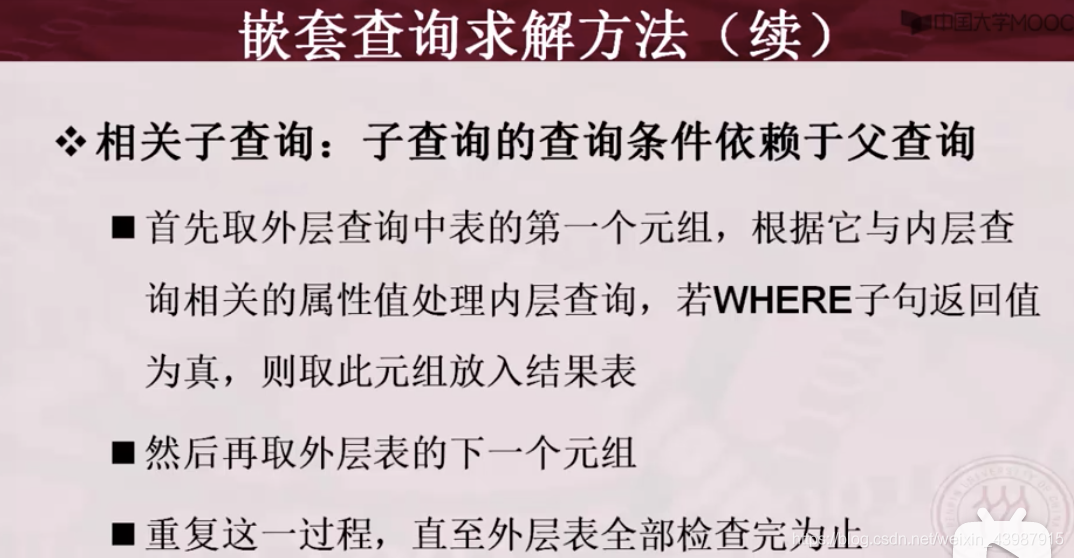 嵌套查询求解方法（续）
中国大学MOOC
❖相关子查询：子查询的查询条件依赖于父查询
■首先取外层查询中表的第一个元组，根据它与内层查
询相关的属性值处理内层查询，若WHERE子句返回值
为真，则取此元组放入结果表
■然后再取外层表的下一个元组
■重复这一过程，直至外层表全部检查完为止
https://blog.csdn.net/weixin_43987915